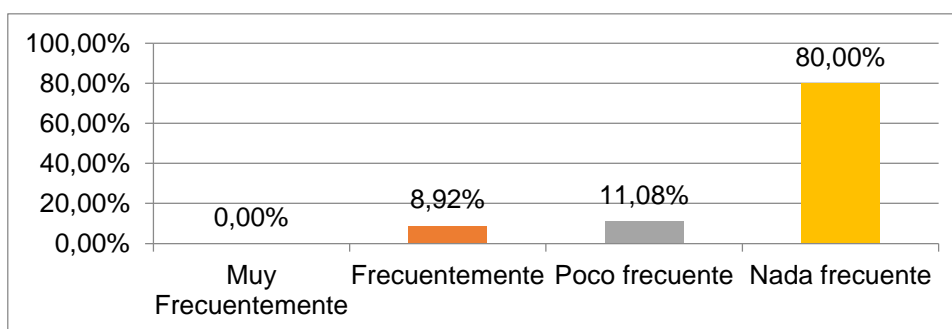 100,00%
80,00%
60,00%
40,00%
20,00%
0,00%
0,00%
8,92%
11,08%
80,00%
Muy
Frecuentemente
Frecuentemente
Poco frecuente
Nada frecuente